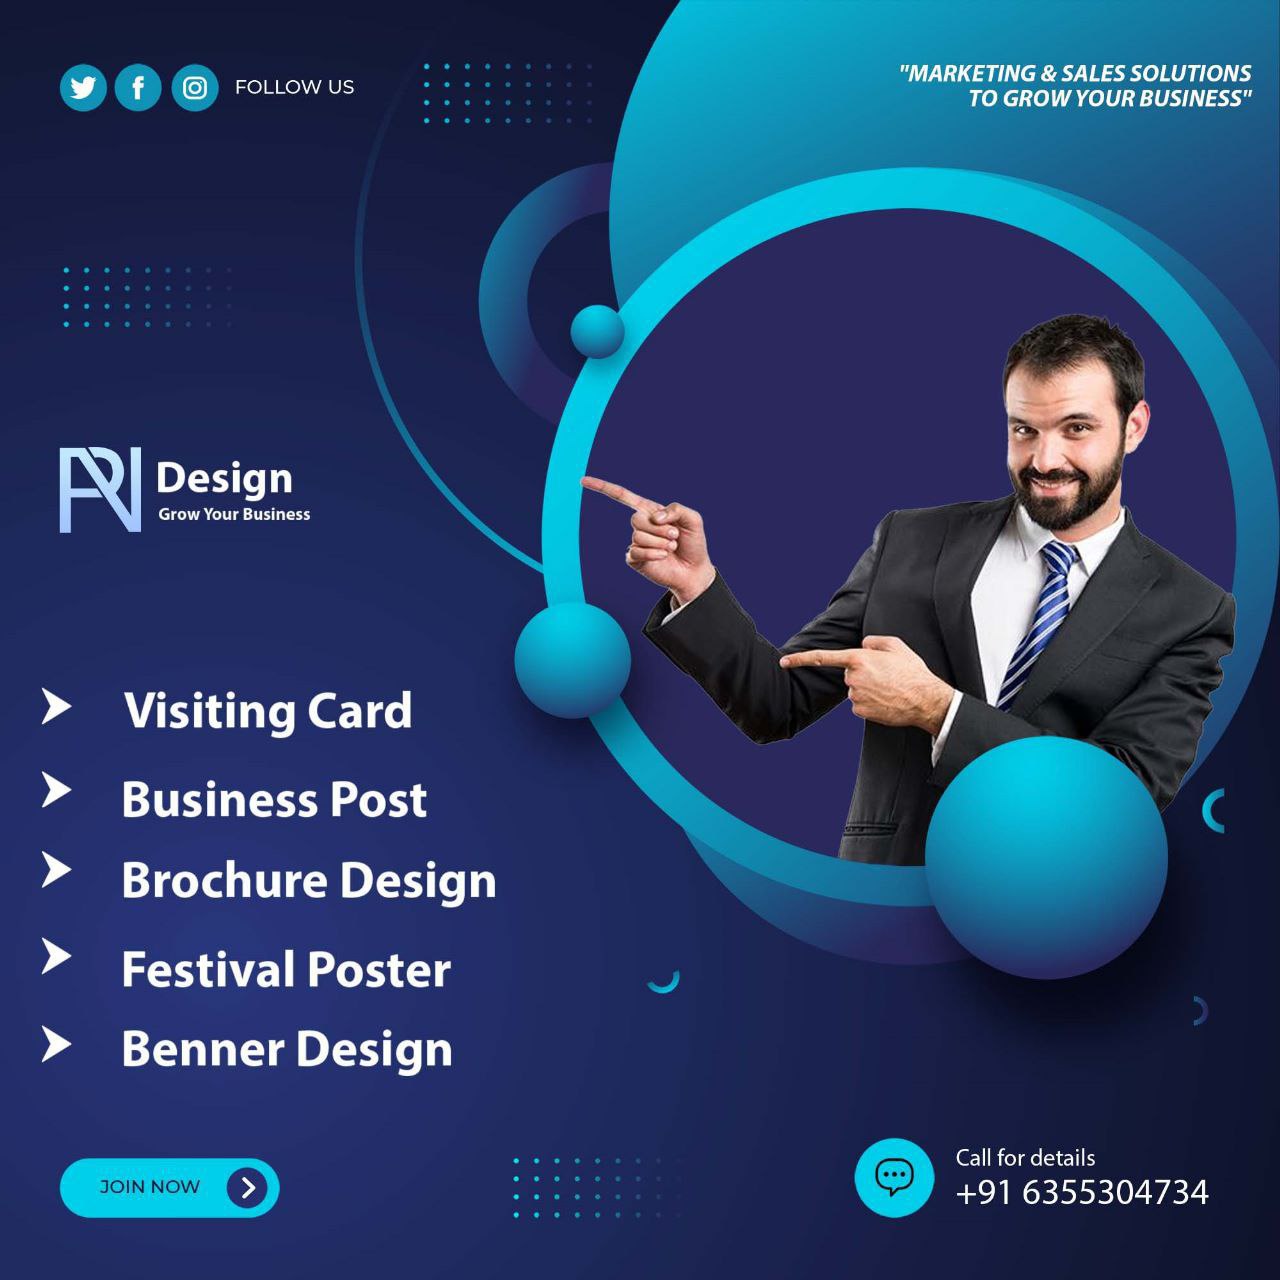 FOLLOW US
"MARKETING & SALES SOLUTIONS
TO GROW YOUR BUSINESS"
Design
Grow Your Business
Visiting Card
Business Post
Brochure Design
Festival Poster
Benner Design
JOIN NOW
Call for details
+91 6355304734